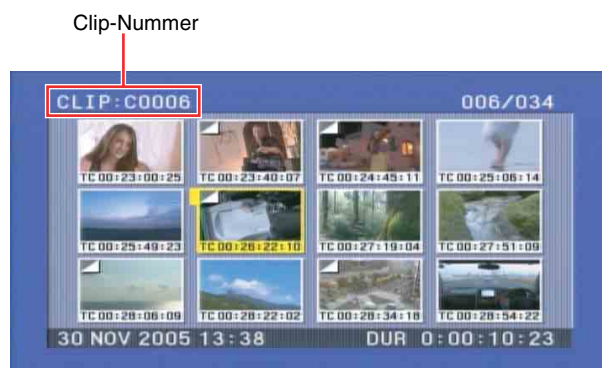 Clip-Nummer
CLIP:C0006 006/034
TC 00:23:00:25 TC 00:23:40:07 TC 00:24:45:11 TC 00:25:06:14
TC 00:25:49:23 TC 00:26:22:10 TC 00:27:19:04 TC 00:27:51:09
TC 00:28:06:09 TC 00:28:22:02 TC 00:28:34:18 TC 00:28:54:22
30 NOV 2005 13:38 DUR 0:00:10:23